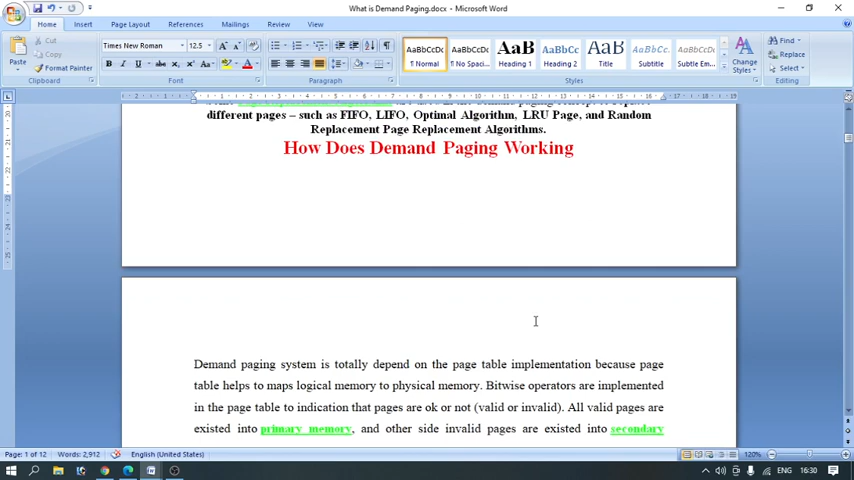 What is Demand Paging.docx - Microsoft Word
Home Insert Page Layout References Mailings Review View
Paste
Cut
Copy
Format Painter
Clipboard
Times New Roman 12.5
B I U
Font
Paragraph
AaBbCcDc AaBbCcDc AaB AaBbCc AaB AaBbCc. AaBbCcDc
¶ Normal ¶ No Spaci... Heading 1 Heading 2 Title Subtitle Subtle Em...
Change Styles
Styles
Find
Replace
Select
Editing
different pages – such as FIFO, LIFO, Optimal Algorithm, LRU Page, and Random
Replacement Page Replacement Algorithms.
How Does Demand Paging Working
Demand paging system is totally depend on the page table implementation because page
table helps to maps logical memory to physical memory. Bitwise operators are implemented
in the page table to indication that pages are ok or not (valid or invalid). All valid pages are
existed into primary memory, and other side invalid pages are existed into secondary
Page: 1 of 12 Words: 2,912 English (United States) 120%
ENG 16:30